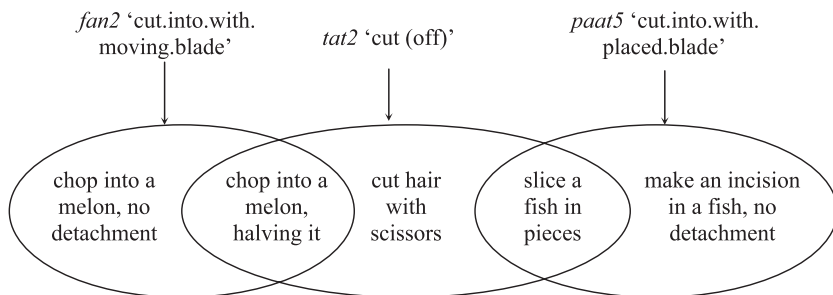 fan2 ‘cut.into.with.
moving.blade’
tat2 ‘cut (off)’
paat5 ‘cut.into.with.
placed.blade’
chop into a
melon, no
detachment
chop into a
melon,
halving it
cut hair
with
scissors
slice a
fish in
pieces
make an incision
in a fish, no
detachment